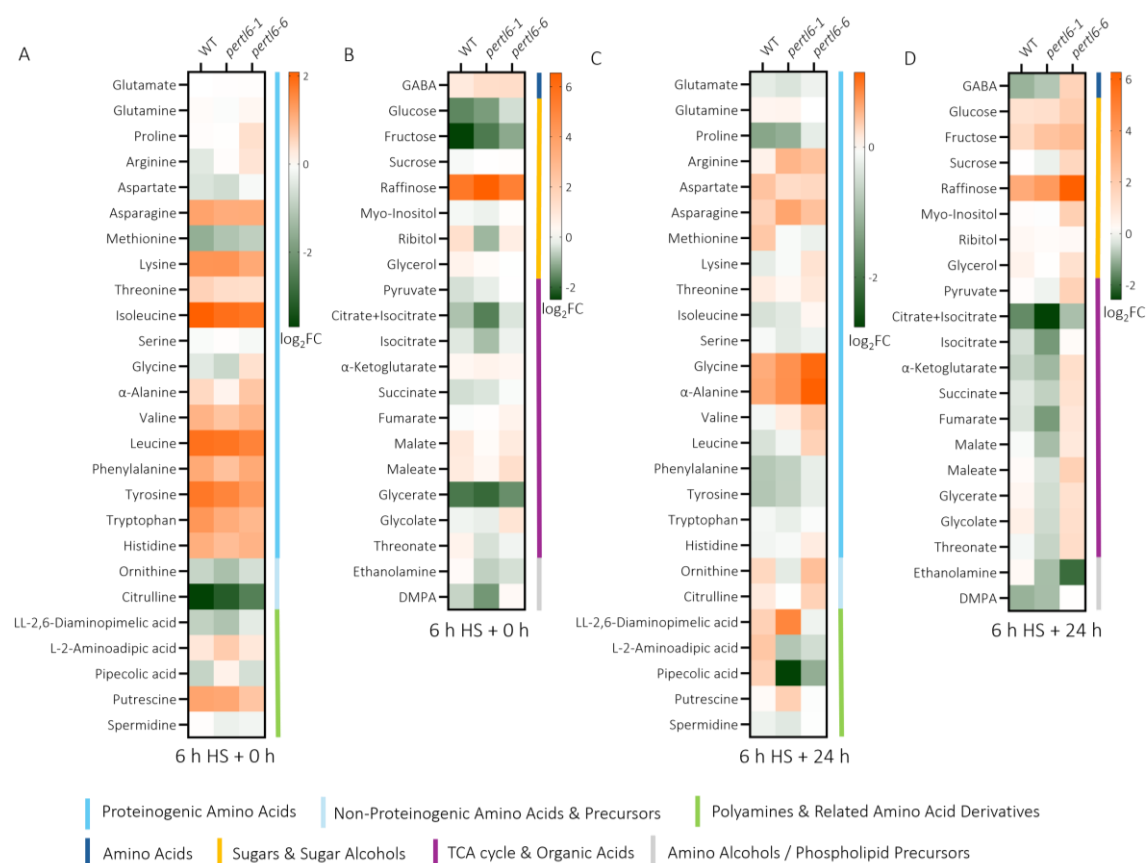 A
WT
pertl6-1
pertl6-6
Glutamate
Glutamine
Proline
Arginine
Aspartate
Asparagine
Methionine
Lysine
Threonine
Isoleucine
Serine
Glycine
α-Alanine
Valine
Leucine
Phenylalanine
Tyrosine
Tryptophan
Histidine
Ornithine
Citrulline
LL-2,6-Diaminopimelic acid
L-2-Aminoadipic acid
Pipecolic acid
Putrescine
Spermidine
2
0
-2
log2FC
6 h HS + 0 h
B
WT
pertl6-1
pertl6-6
GABA
Glucose
Fructose
Sucrose
Raffinose
Myo-Inositol
Ribitol
Glycerol
Pyruvate
Citrate+Isocitrate
Isocitrate
α-Ketoglutarate
Succinate
Fumarate
Malate
Maleate
Glycerate
Glycolate
Threonate
Ethanolamine
DMPA
6
4
2
0
-2
log2FC
6 h HS + 0 h
C
WT
pertl6-1
pertl6-6
Glutamate
Glutamine
Proline
Arginine
Aspartate
Asparagine
Methionine
Lysine
Threonine
Isoleucine
Serine
Glycine
α-Alanine
Valine
Leucine
Phenylalanine
Tyrosine
Tryptophan
Histidine
Ornithine
Citrulline
LL-2,6-Diaminopimelic acid
L-2-Aminoadipic acid
Pipecolic acid
Putrescine
Spermidine
0
-2
log2FC
6 h HS + 24 h
D
WT
pertl6-1
pertl6-6
GABA
Glucose
Fructose
Sucrose
Raffinose
Myo-Inositol
Ribitol
Glycerol
Pyruvate
Citrate+Isocitrate
Isocitrate
α-Ketoglutarate
Succinate
Fumarate
Malate
Maleate
Glycerate
Glycolate
Threonate
Ethanolamine
DMPA
6
4
2
0
-2
log2FC
6 h HS + 24 h
Proteinogenic Amino Acids
Non-Proteinogenic Amino Acids & Precursors
Polyamines & Related Amino Acid Derivatives
Amino Acids
Sugars & Sugar Alcohols
TCA cycle & Organic Acids
Amino Alcohols / Phospholipid Precursors